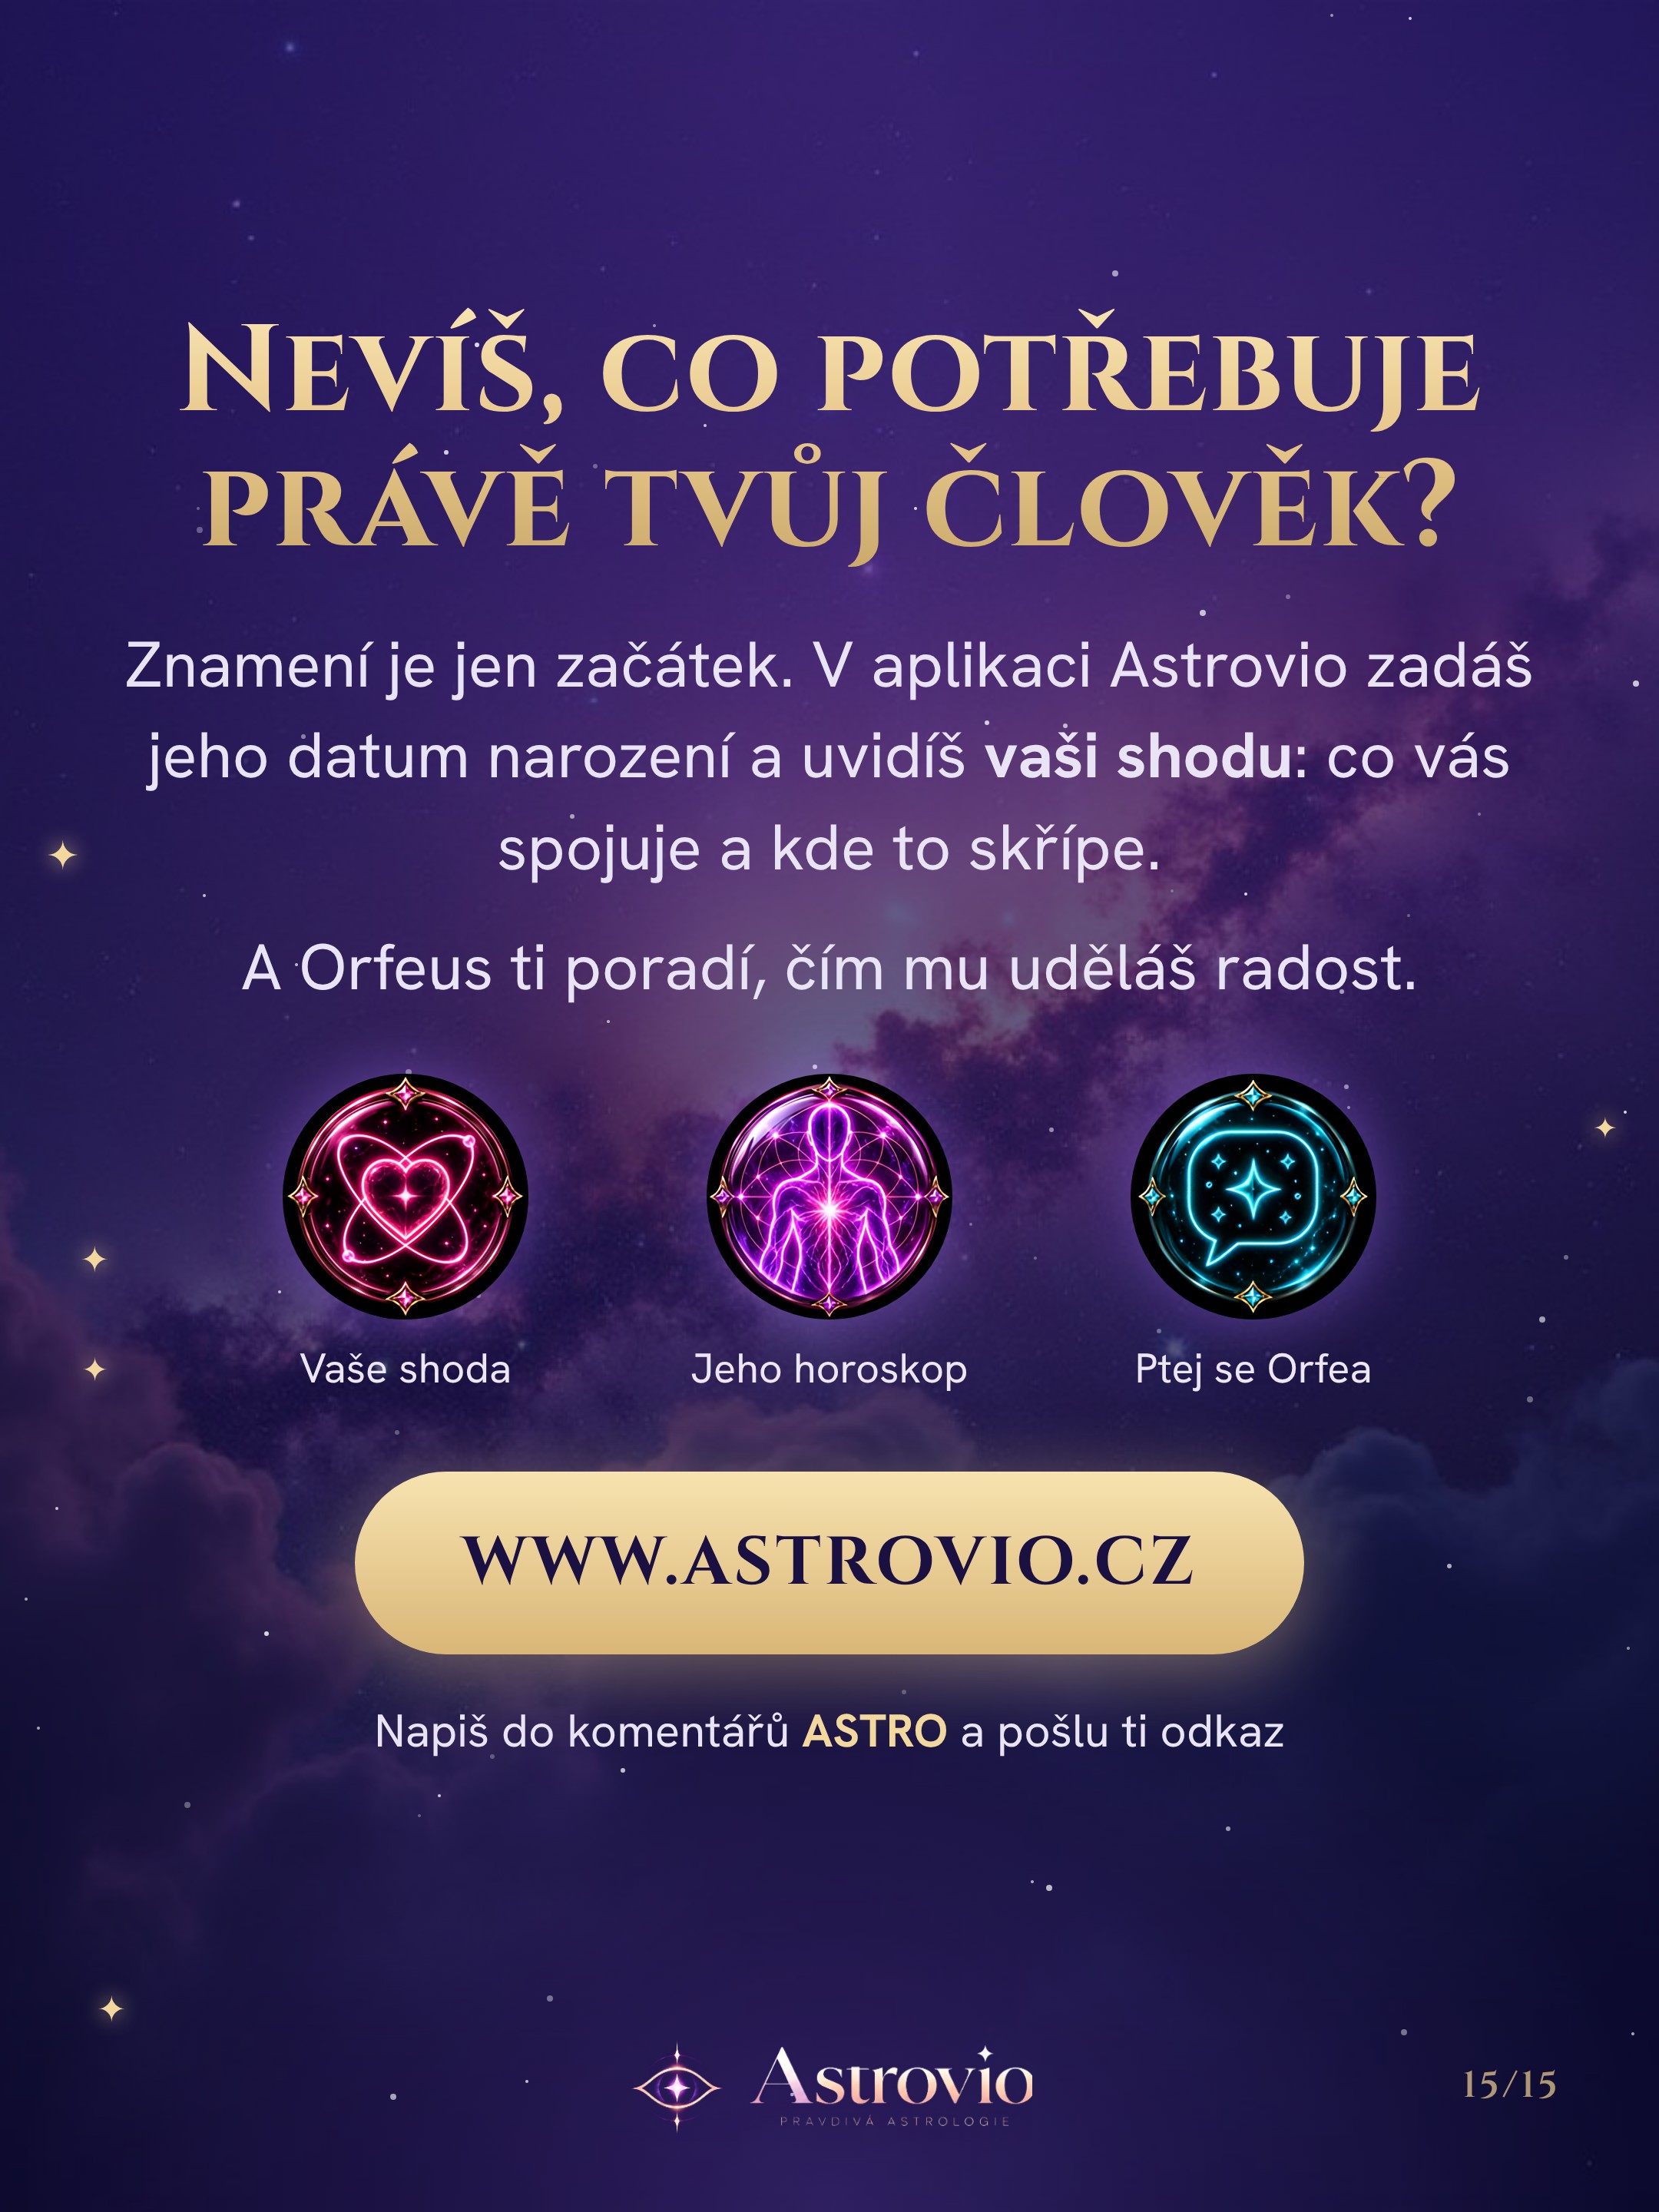 Nevíš, co potřebuje
právě tvůj člověk?
Znamení je jen začátek. V aplikaci Astrovio zadáš
jeho datum narození a uvidíš vaši shodu: co vás
spojuje a kde to skřípe.
A Orfeus ti poradí, čím mu uděláš radost.
Vaše shoda
Jeho horoskop
Ptej se Orfea
WWW.ASTROVIO.CZ
Napiš do komentářů ASTRO a pošlu ti odkaz
Astrovio
PRAVDIVÁ ASTROLOGIE
15/15